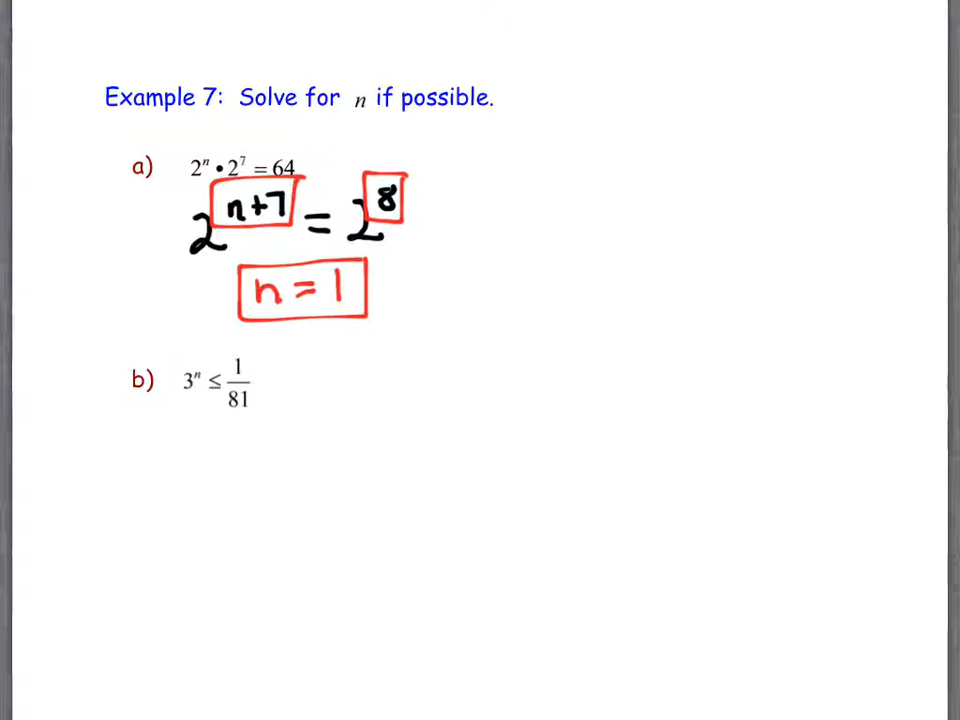 Example 7: Solve for n if possible.
a) 2ⁿ • 2⁷ = 64
2ⁿ⁺⁷ = 2⁸
n = 1
b) 3ⁿ ≤ 1/81